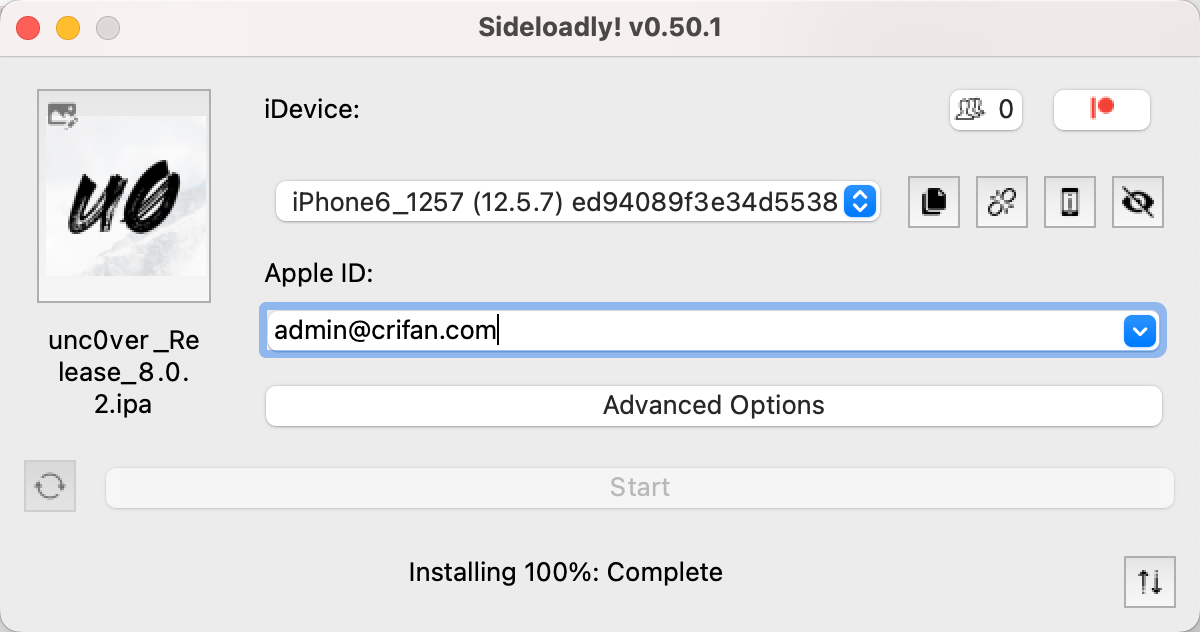 Sideloadly! v0.50.1
iDevice:
0
iPhone6_1257 (12.5.7) ed94089f3e34d5538
u0
Apple ID:
admin@crifan.com
unc0ver_Re
lease_8.0.
2.ipa
Advanced Options
Start
Installing 100%: Complete